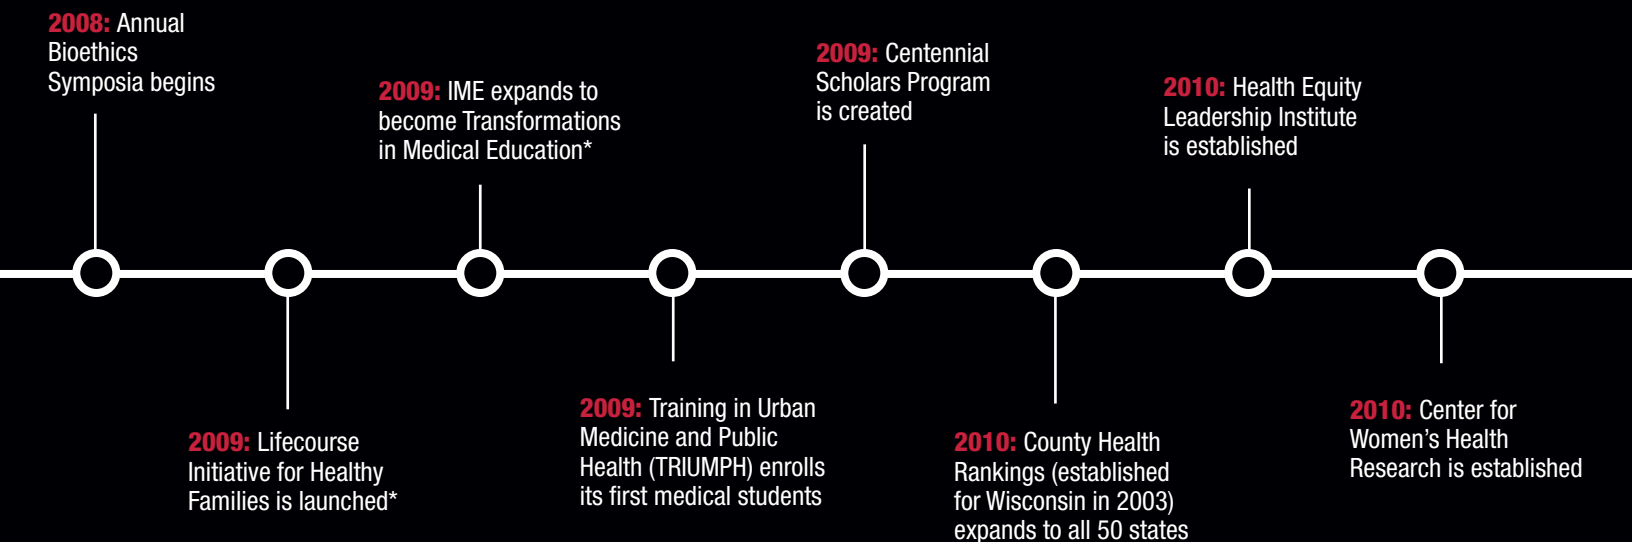 2008: Annual
Bioethics
Symposia begins
2009: Lifecourse
Initiative for Healthy
Families is launched*
2009: IME expands to
become Transformations
in Medical Education*
2009: Training in Urban
Medicine and Public
Health (TRIUMPH) enrolls
its first medical students
2009: Centennial
Scholars Program
is created
2010: County Health
Rankings (established
for Wisconsin in 2003)
expands to all 50 states
2010: Health Equity
Leadership Institute
is established
2010: Center for
Women’s Health
Research is established